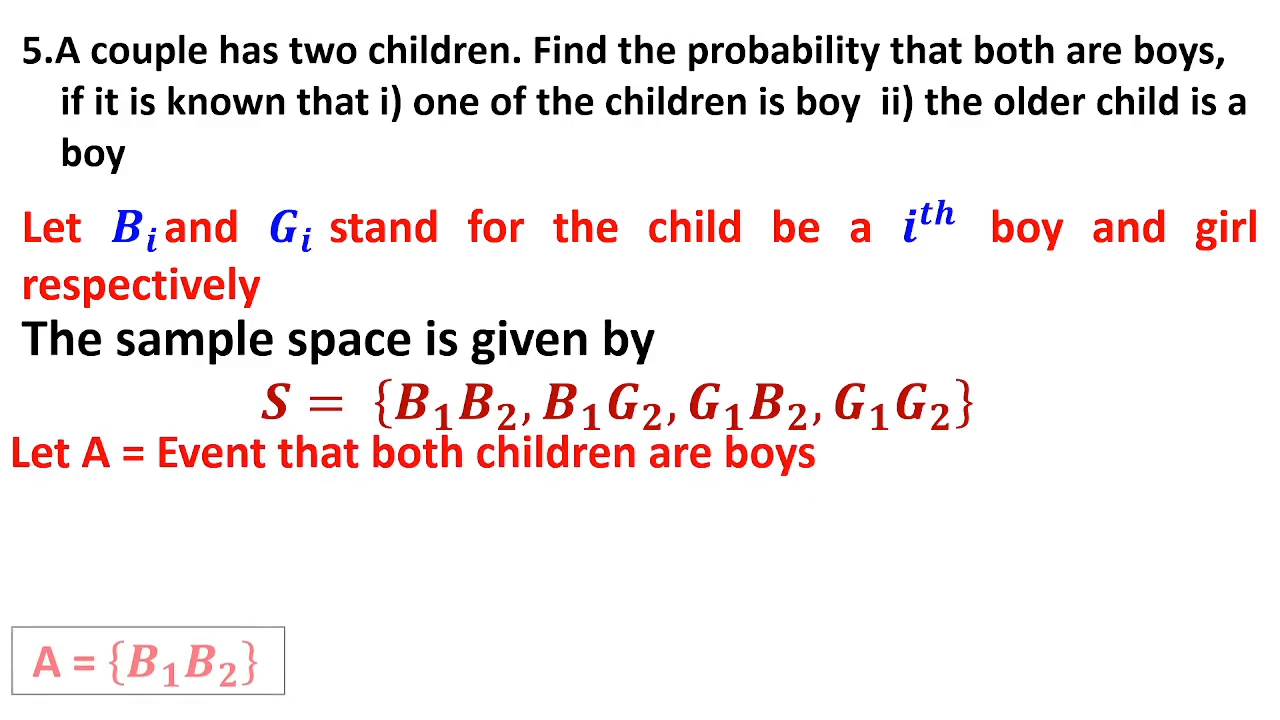 5.A couple has two children. Find the probability that both are boys,
if it is known that i) one of the children is boy ii) the older child is a
boy
Let Bᵢ and Gᵢ stand for the child be a iᵗʰ boy and girl
respectively
The sample space is given by
S = {B₁B₂, B₁G₂, G₁B₂, G₁G₂}
Let A = Event that both children are boys
A = {B₁B₂}